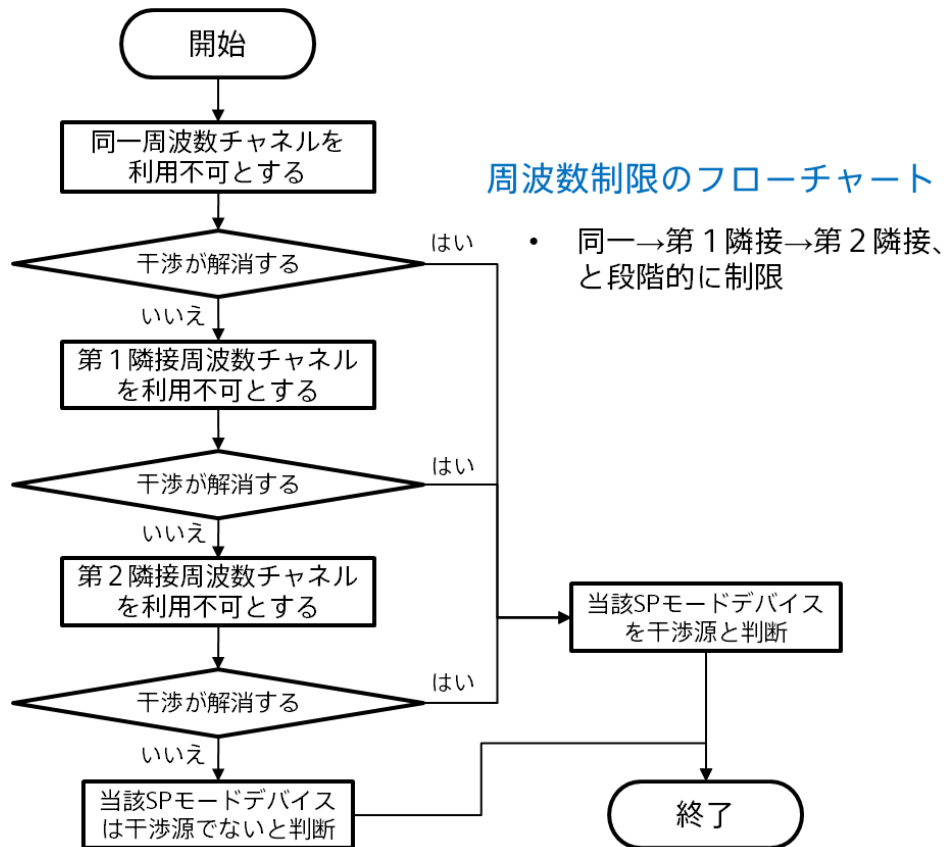 開始
同一周波数チャネルを
利用不可とする
周波数制限のフローチャート
• 同一→第１隣接→第２隣接、
と段階的に制限
干渉が解消する
はい
いいえ
第１隣接周波数チャネル
を利用不可とする
干渉が解消する
はい
いいえ
第２隣接周波数チャネル
を利用不可とする
当該SPモードデバイス
を干渉源と判断
干渉が解消する
はい
いいえ
当該SPモードデバイス
は干渉源でないと判断
終了